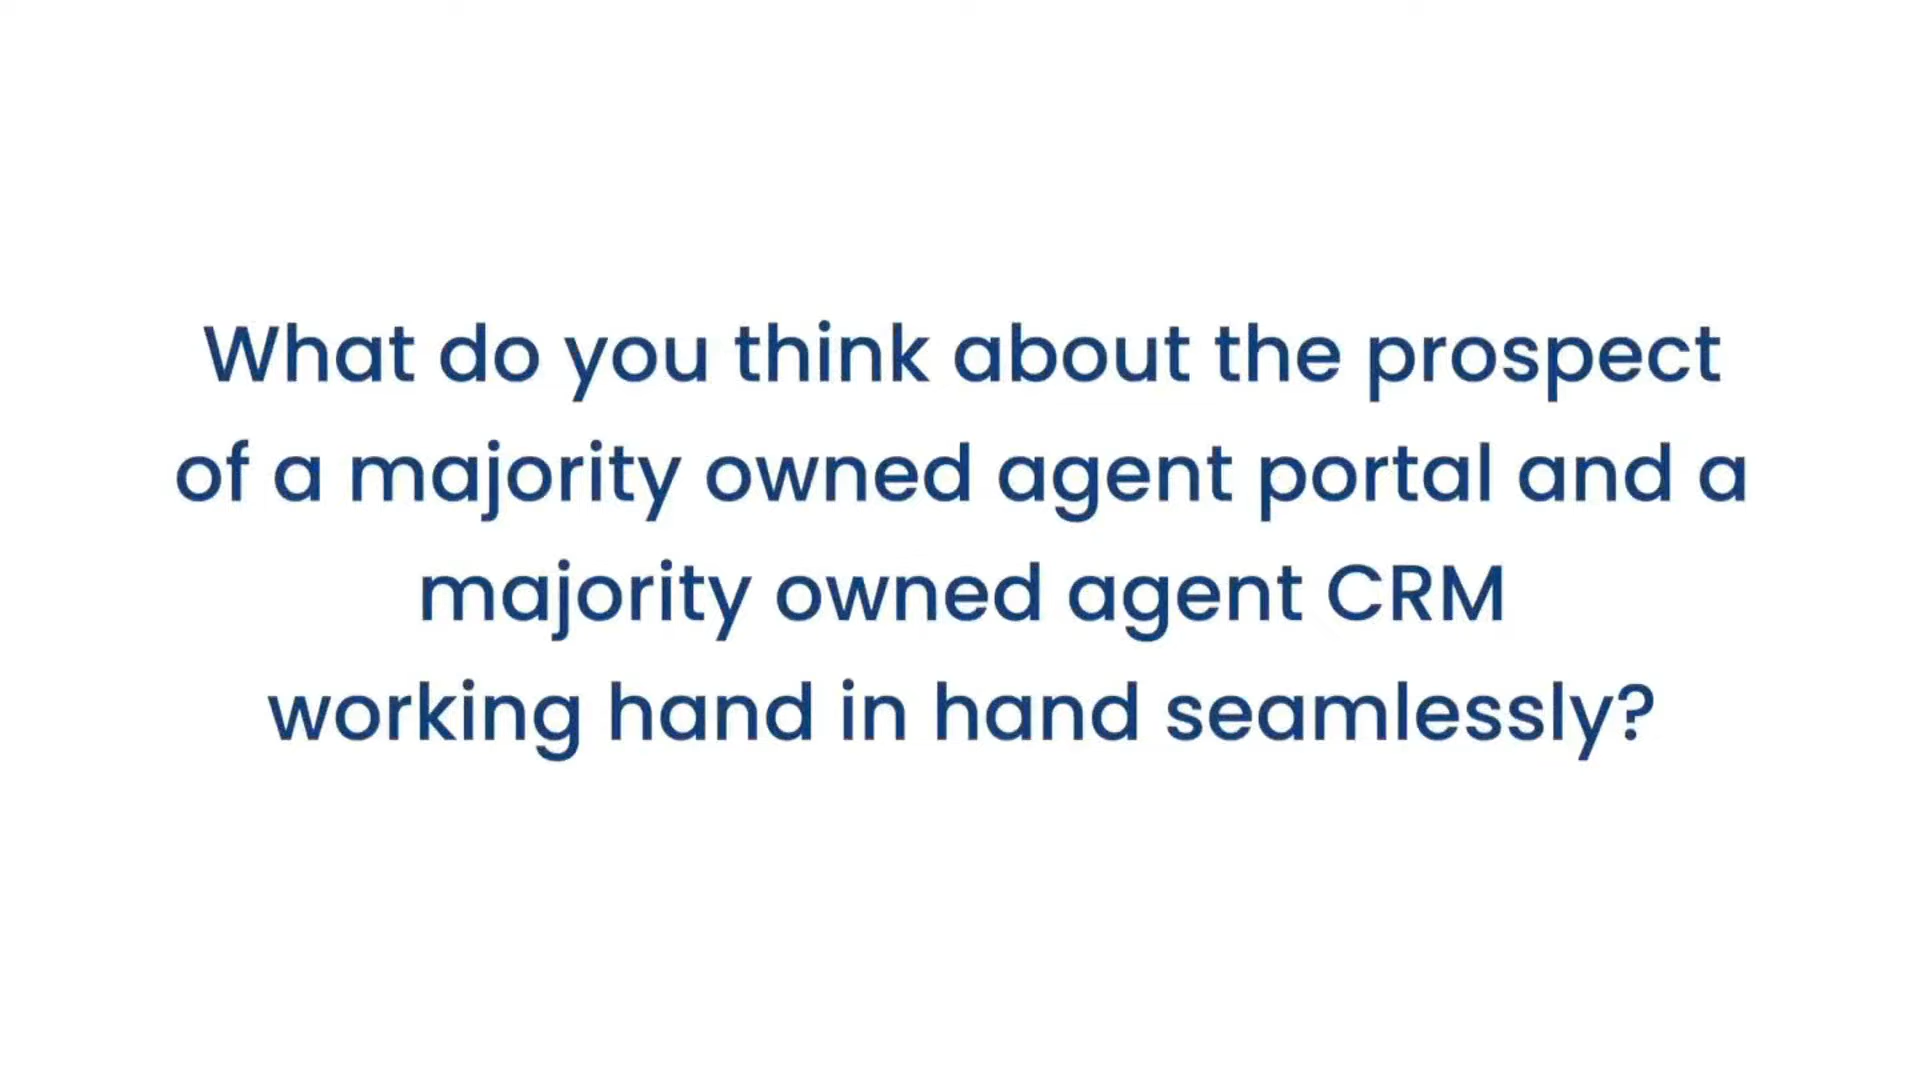 What do you think about the prospect
of a majority owned agent portal and a
majority owned agent CRM
working hand in hand seamlessly?